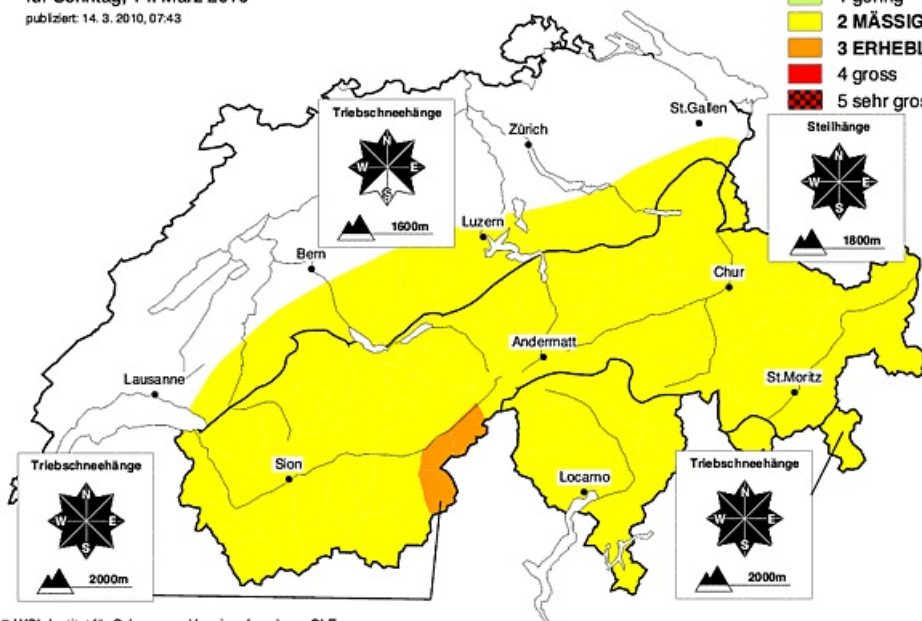 publiziert: 14. 3. 2010, 07:43
2 MÄSSIG
3 ERHEBL
4 gross
5 sehr gros
St.Gallen
Triebschneehänge
N
W E
S
1600m
Zürich
Steilhänge
N
W E
S
1800m
Luzern
Bern
Chur
Andermatt
Lausanne
St.Moritz
Sion
Locarno
Triebschneehänge
N
W E
S
2000m
Triebschneehänge
N
W E
S
2000m